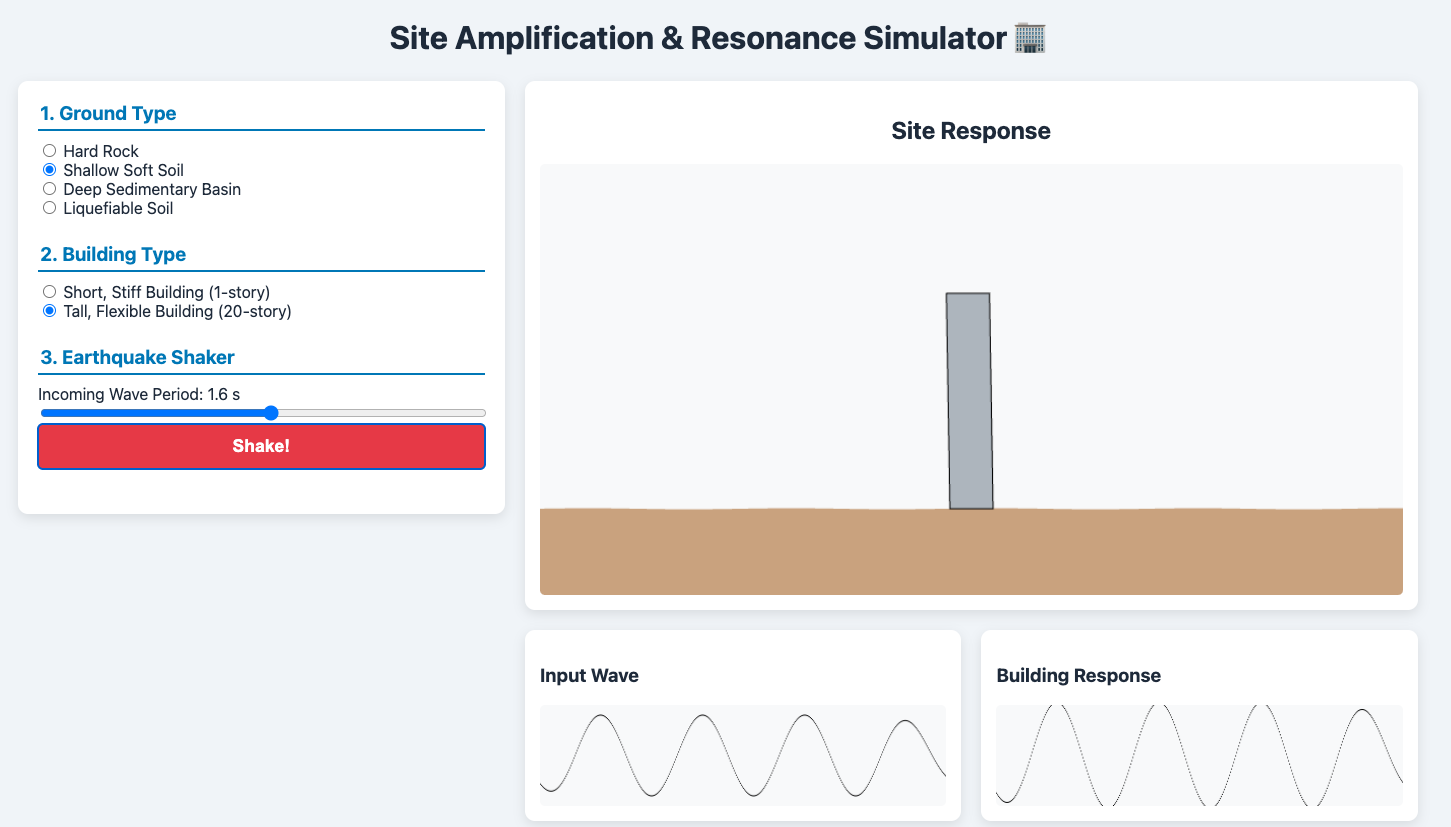 Site Amplification & Resonance Simulator 🏢
1. Ground Type
Hard Rock
Shallow Soft Soil
Deep Sedimentary Basin
Liquefiable Soil
2. Building Type
Short, Stiff Building (1-story)
Tall, Flexible Building (20-story)
3. Earthquake Shaker
Incoming Wave Period: 1.6 s
Shake!
Site Response
Input Wave
Building Response